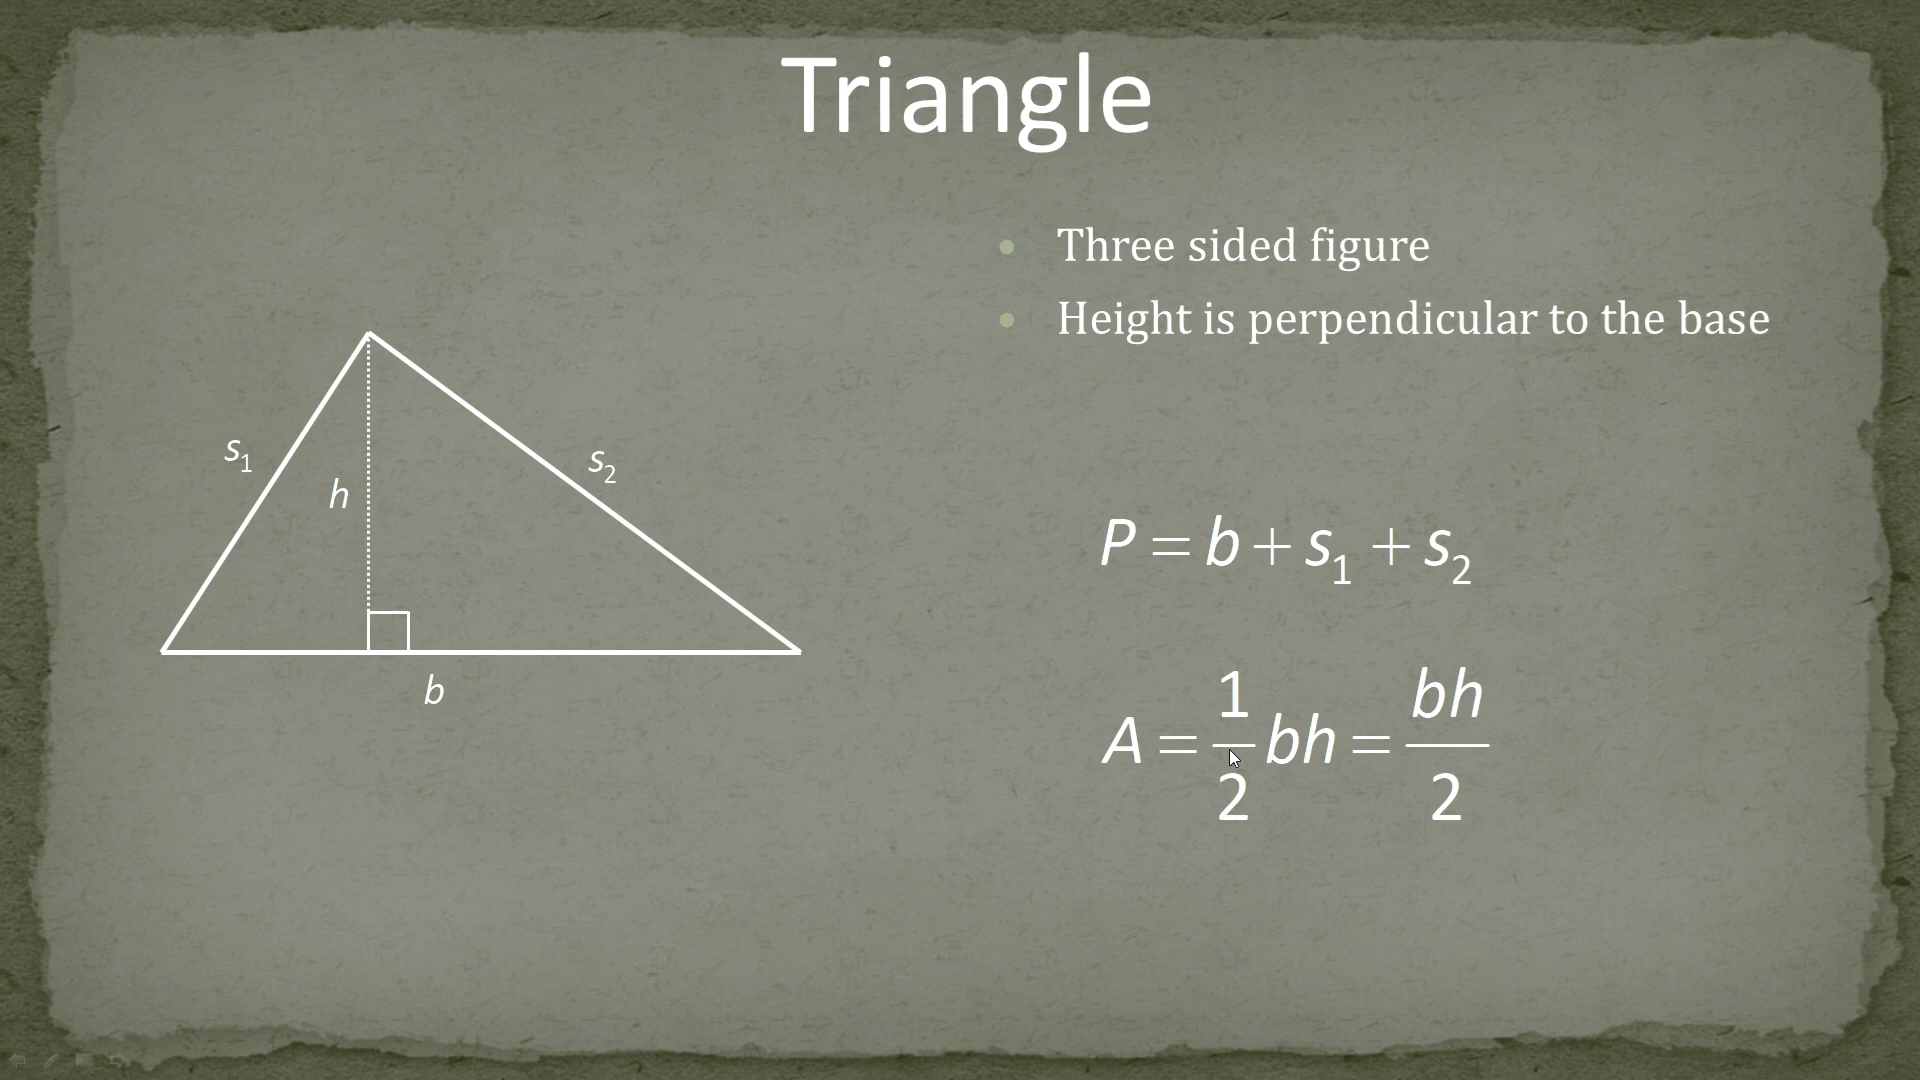 Triangle
• Three sided figure
• Height is perpendicular to the base
s₁
s₂
h
b
P = b + s₁ + s₂
A = 1/2 bh = bh/2